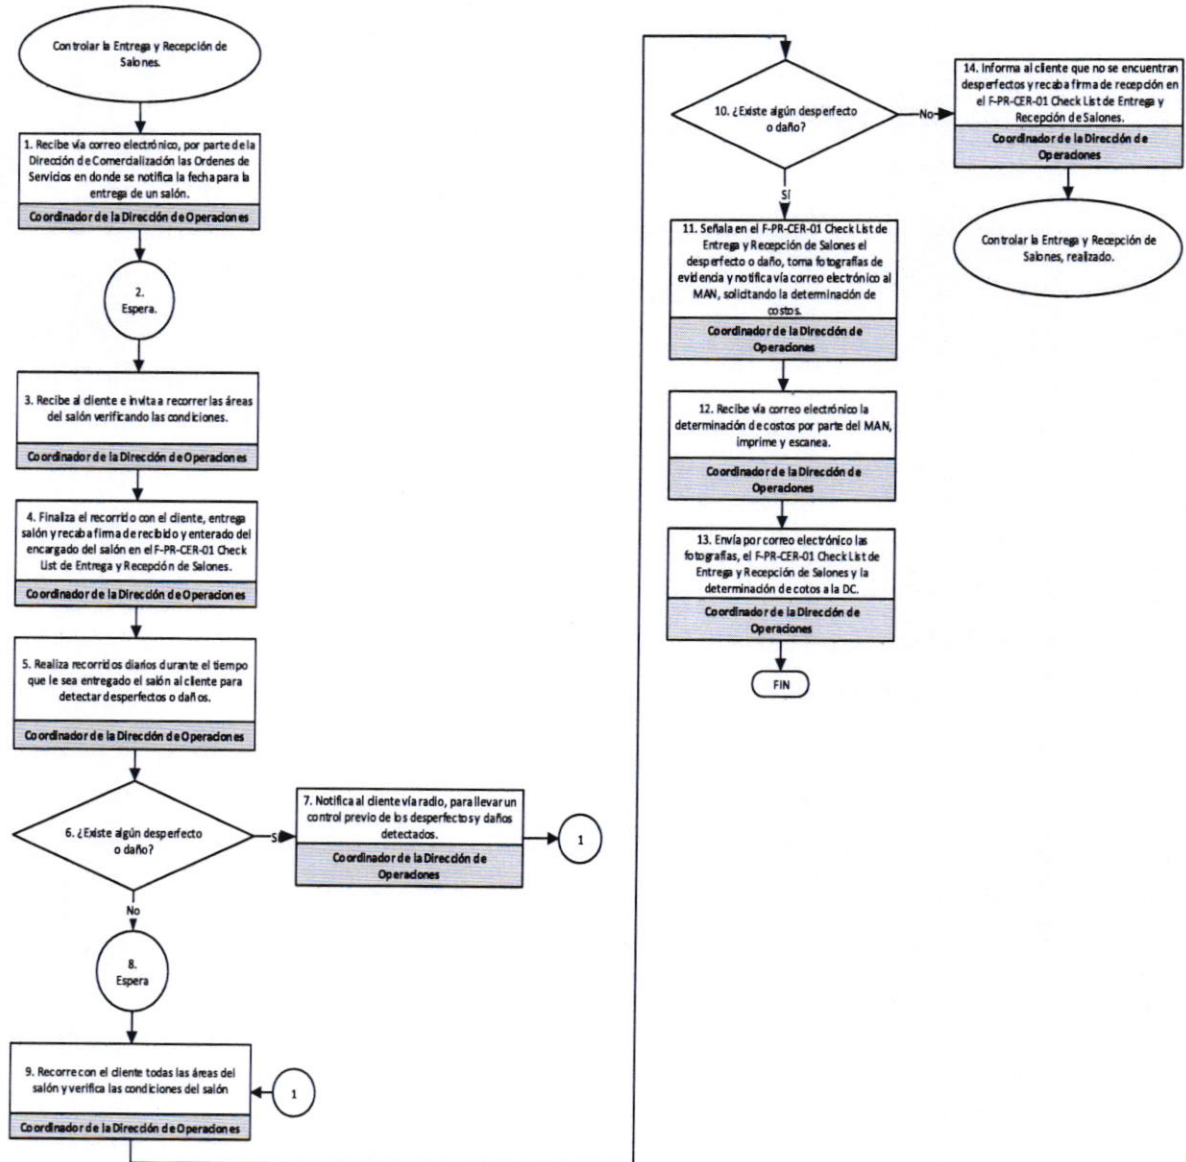 Controlar la Entrega y Recepción de
Salones.
1. Recibe vía correo electrónico, por parte de la
Dirección de Comercialización las Ordenes de
Servicios en donde se notifica la fecha para la
entrega de un salón.
Coordinador de la Dirección de Operaciones
2.
Espera.
3. Recibe al cliente e invita a recorrer las áreas
del salón verificando las condiciones.
Coordinador de la Dirección de Operaciones
4. Finaliza el recorrido con el cliente, entrega
salón y recaba firma de recibido y enterado del
encargado del salón en el F-PR-CER-01 Check
List de Entrega y Recepción de Salones.
Coordinador de la Dirección de Operaciones
5. Realiza recorridos diarios durante el tiempo
que le sea entregado el salón al cliente para
detectar desperfectos o daños.
Coordinador de la Dirección de Operaciones
6. ¿Existe algún desperfecto
o daño?
Sí
7. Notifica al cliente vía radio, para llevar un
control previo de los desperfectos y daños
detectados.
Coordinador de la Dirección de
Operaciones
1
No
8.
Espera
9. Recorre con el cliente todas las áreas del
salón y verifica las condiciones del salón
Coordinador de la Dirección de Operaciones
1
10. ¿Existe algún desperfecto
o daño?
No
14. Informa al cliente que no se encuentran
desperfectos y recaba firma de recepción en
el F-PR-CER-01 Check List de Entrega y
Recepción de Salones.
Coordinador de la Dirección de
Operaciones
Controlar la Entrega y Recepción de
Salones, realizado.
Sí
11. Señala en el F-PR-CER-01 Check List de
Entrega y Recepción de Salones el
desperfecto o daño, toma fotografías de
evidencia y notifica vía correo electrónico al
MAN, solicitando la determinación de
costos.
Coordinador de la Dirección de
Operaciones
12. Recibe vía correo electrónico la
determinación de costos por parte del MAN,
imprime y escanea.
Coordinador de la Dirección de
Operaciones
13. Envía por correo electrónico las
fotografías, el F-PR-CER-01 Check List de
Entrega y Recepción de Salones y la
determinación de cotos a la DC.
Coordinador de la Dirección de
Operaciones
FIN